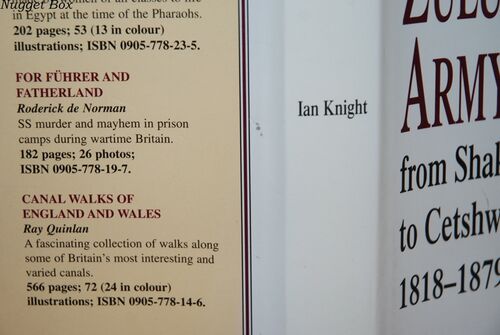 Nugget Box
in Egypt at the time of the Pharaohs.
202 pages; 53 (13 in colour)
illustrations; ISBN 0905-778-23-5.
FOR FÜHRER AND
FATHERLAND
Roderick de Norman
SS murder and mayhem in prison
camps during wartime Britain.
182 pages; 26 photos;
ISBN 0905-778-19-7.
CANAL WALKS OF
ENGLAND AND WALES
Ray Quinlan
A fascinating collection of walks along
some of Britain's most interesting and
varied canals.
566 pages; 72 (24 in colour)
illustrations; ISBN 0905-778-14-6.
Ian Knight
ARMY
from Shak
to Cetshw
1818–1879